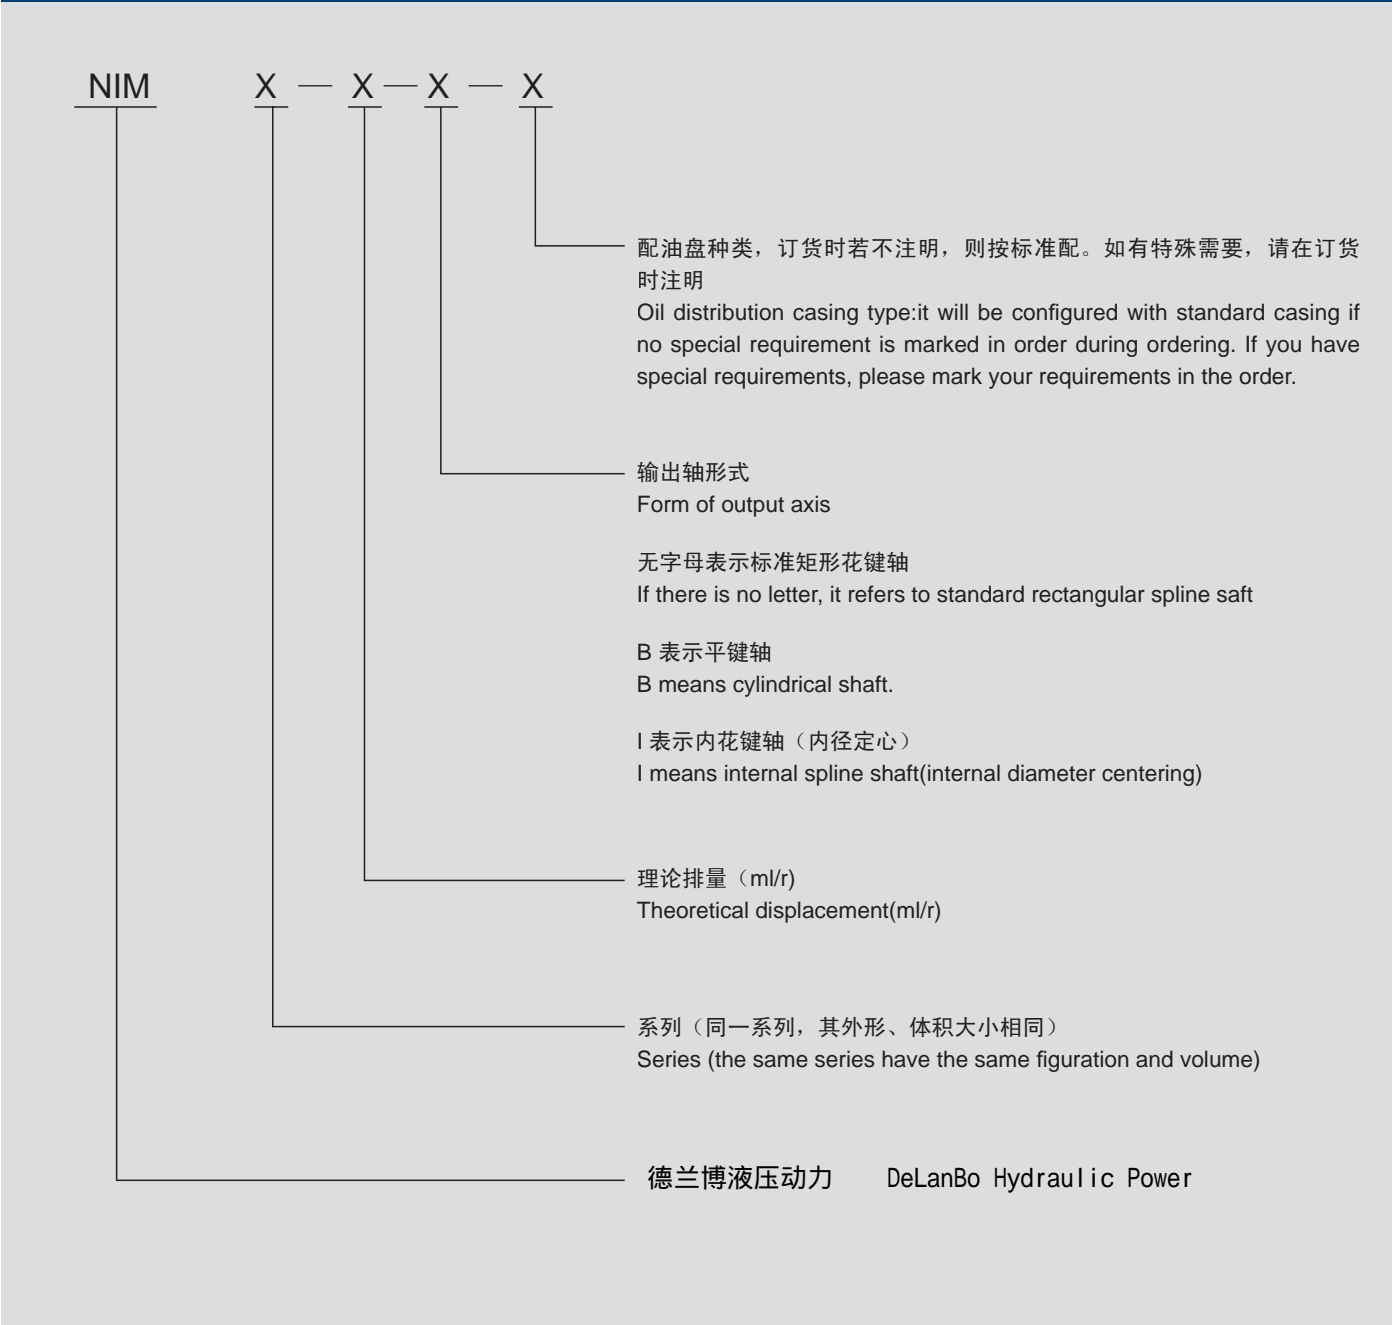 NIM X — X — X — X
配油盘种类，订货时若不注明，则按标准配。如有特殊需要，请在订货
时注明
Oil distribution casing type:it will be configured with standard casing if
no special requirement is marked in order during ordering. If you have
special requirements, please mark your requirements in the order.
输出轴形式
Form of output axis
无字母表示标准矩形花键轴
If there is no letter, it refers to standard rectangular spline saft
B 表示平键轴
B means cylindrical shaft.
I 表示内花键轴（内径定心）
I means internal spline shaft(internal diameter centering)
理论排量（ml/r)
Theoretical displacement(ml/r)
系列（同一系列，其外形、体积大小相同）
Series (the same series have the same figuration and volume)
德兰博液压动力 DeLanBo Hydraulic Power